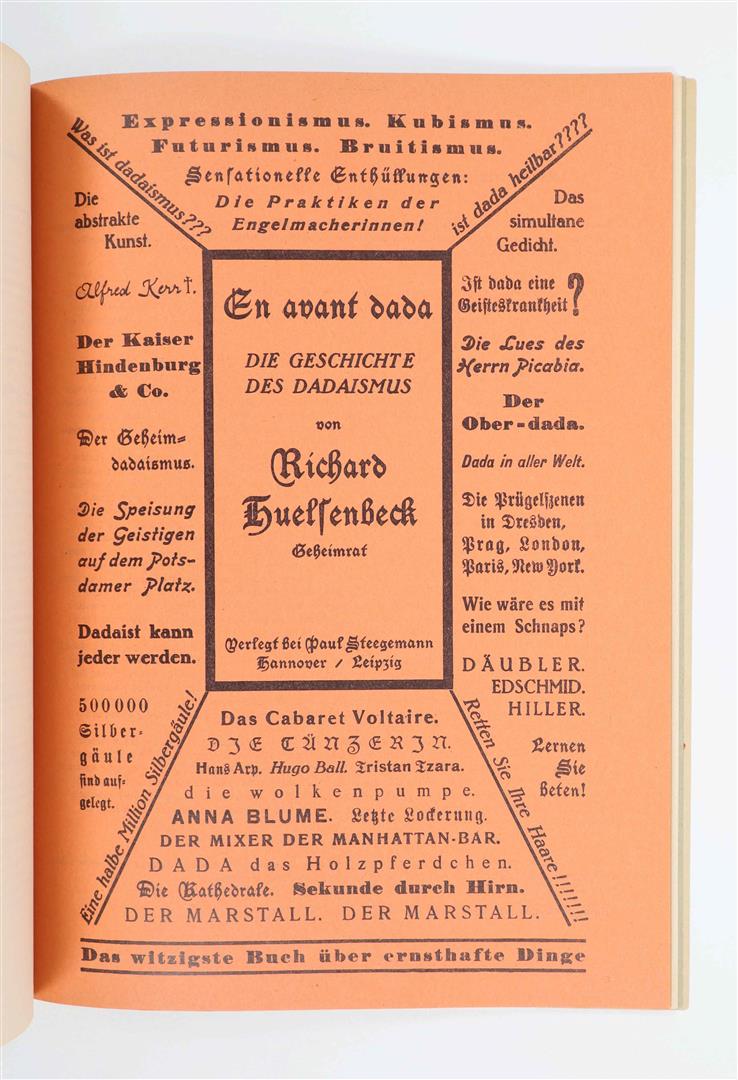 Expressionismus. Kubismus.
Futurismus. Bruitismus.
Sensationelle Enthüllungen:
Die Praktiken der
Engelmacherinnen!
Was ist dadaismus???
ist dada heilbar????
Die
abstrakte
Kunst.
Alfred Kerr†.
Der Kaiser
Hindenburg
& Co.
Der Geheim=
dadaismus.
Die Speisung
der Geistigen
auf dem Pots-
damer Platz.
Dadaist kann
jeder werden.
500000
Silber-
gäule
sind auf-
gelegt.
En avant dada
DIE GESCHICHTE
DES DADAISMUS
von
Richard
Huelsenbeck
Geheimrat
Verlegt bei Paul Steegemann
Hannover / Leipzig
Das
simultane
Gedicht.
Ist dada eine
Geisteskrankheit?
Die Lues des
Herrn Picabia.
Der
Ober-dada.
Dada in aller Welt.
Die Prügelszenen
in Dresden,
Prag, London,
Paris, New York.
Wie wäre es mit
einem Schnaps?
DÄUBLER.
EDSCHMID.
HILLER.
Lernen
Sie
beten!
Eine halbe Million Silbergäule!
Retten Sie Ihre Haare!!!!!!!
Das Cabaret Voltaire.
DIE TÄNZERIN.
Hans Arp. Hugo Ball. Tristan Tzara.
die wolkenpumpe.
ANNA BLUME. Letzte Lockerung.
DER MIXER DER MANHATTAN-BAR.
DADA das Holzpferdchen.
Die Kathedrale. Sekunde durch Hirn.
DER MARSTALL. DER MARSTALL.
Das witzigste Buch über ernsthafte Dinge